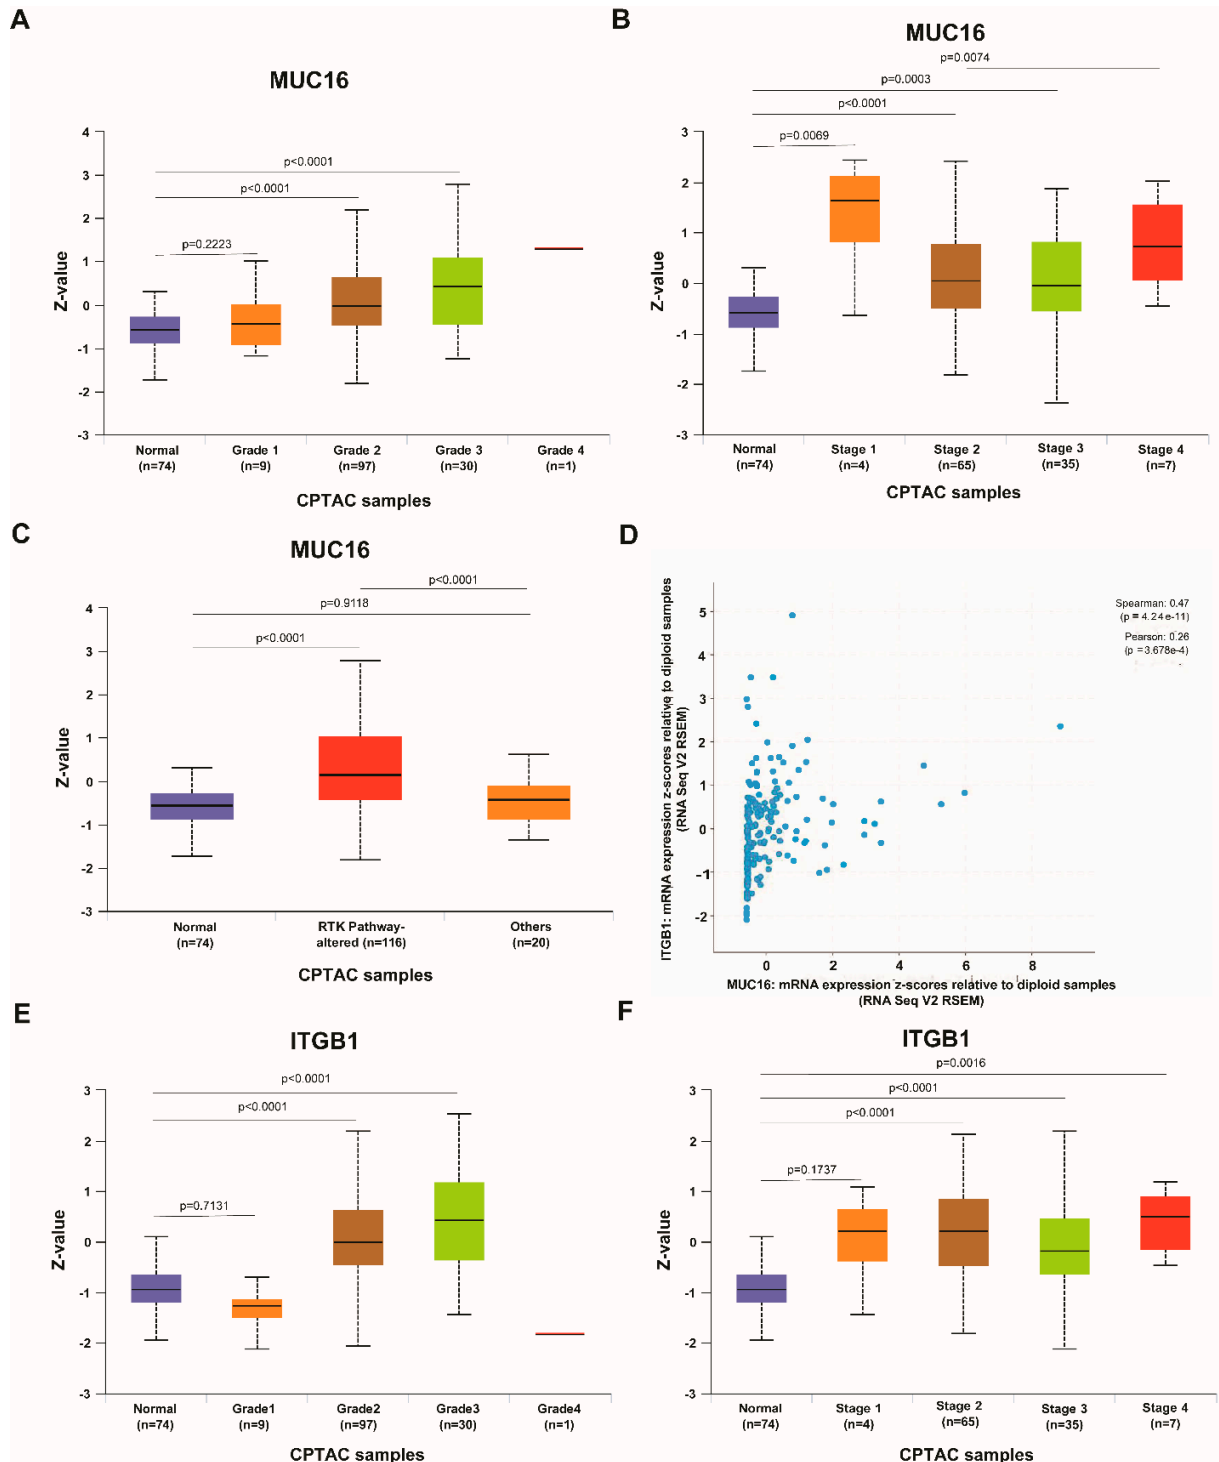 A
MUC16
Z-value
4
3
2
1
0
-1
-2
-3
p<0.0001
p<0.0001
p=0.2223
Normal (n=74)
Grade 1 (n=9)
Grade 2 (n=97)
Grade 3 (n=30)
Grade 4 (n=1)
CPTAC samples
B
MUC16
p=0.0074
p=0.0003
p<0.0001
p=0.0069
Z-value
3
2
1
0
-1
-2
-3
Normal (n=74)
Stage 1 (n=4)
Stage 2 (n=65)
Stage 3 (n=35)
Stage 4 (n=7)
CPTAC samples
C
MUC16
p<0.0001
p=0.9118
p<0.0001
Z-value
4
3
2
1
0
-1
-2
-3
Normal (n=74)
RTK Pathway-
altered (n=116)
Others (n=20)
CPTAC samples
D
ITGB1: mRNA expression z-scores relative to diploid samples
(RNA Seq V2 RSEM)
5
4
3
2
1
0
-1
-2
Spearman: 0.47
(p = 4.24e-11)
Pearson: 0.26
(p =3.678e-4)
0
2
4
6
8
MUC16: mRNA expression z-scores relative to diploid samples
(RNA Seq V2 RSEM)
E
ITGB1
p<0.0001
p<0.0001
p=0.7131
Z-value
3
2
1
0
-1
-2
-3
Normal (n=74)
Grade1 (n=9)
Grade2 (n=97)
Grade3 (n=30)
Grade4 (n=1)
CPTAC samples
F
ITGB1
p=0.0016
p<0.0001
p<0.0001
p=0.1737
Z-value
3
2
1
0
-1
-2
-3
Normal (n=74)
Stage 1 (n=4)
Stage 2 (n=65)
Stage 3 (n=35)
Stage 4 (n=7)
CPTAC samples